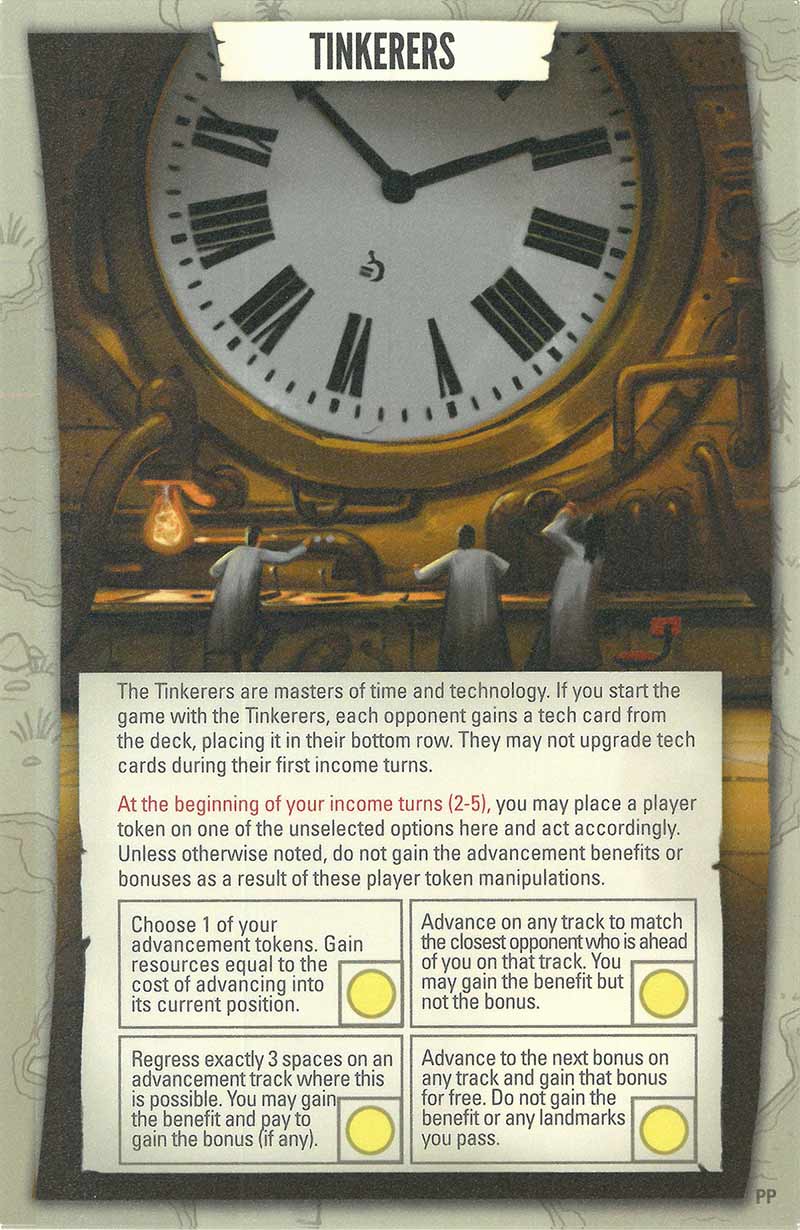 TINKERERS
The Tinkerers are masters of time and technology. If you start the
game with the Tinkerers, each opponent gains a tech card from
the deck, placing it in their bottom row. They may not upgrade tech
cards during their first income turns.
At the beginning of your income turns (2-5), you may place a player
token on one of the unselected options here and act accordingly.
Unless otherwise noted, do not gain the advancement benefits or
bonuses as a result of these player token manipulations.
Choose 1 of your
advancement tokens. Gain
resources equal to the
cost of advancing into
its current position.
Advance on any track to match
the closest opponent who is ahead
of you on that track. You
may gain the benefit but
not the bonus.
Regress exactly 3 spaces on an
advancement track where this
is possible. You may gain
the benefit and pay to
gain the bonus (if any).
Advance to the next bonus on
any track and gain that bonus
for free. Do not gain the
benefit or any landmarks
you pass.
PP